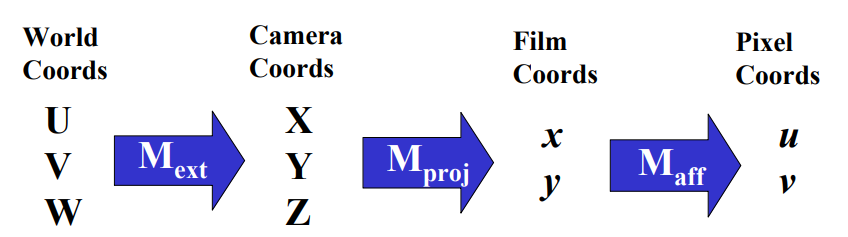 World Coords
Camera Coords
Film Coords
Pixel Coords
U
V
W
M_ext
X
Y
Z
M_proj
x
y
M_aff
u
v